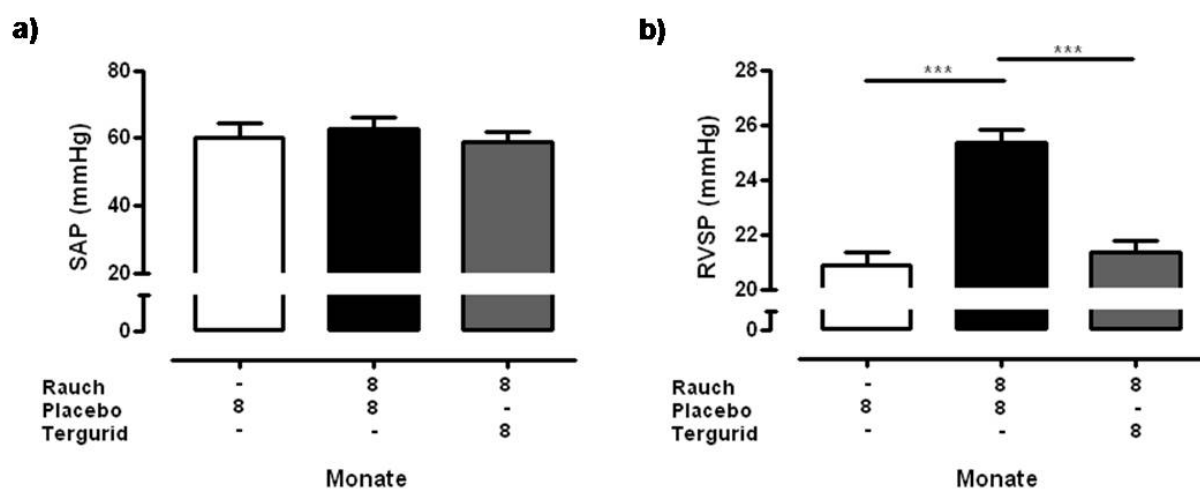 a)
SAP (mmHg)
80
60
40
20
0
Rauch - 8 8
Placebo 8 8 -
Tergurid - - 8
Monate
b)
RVSP (mmHg)
28
26
24
22
20
0
***
***
Rauch - 8 8
Placebo 8 8 -
Tergurid - - 8
Monate